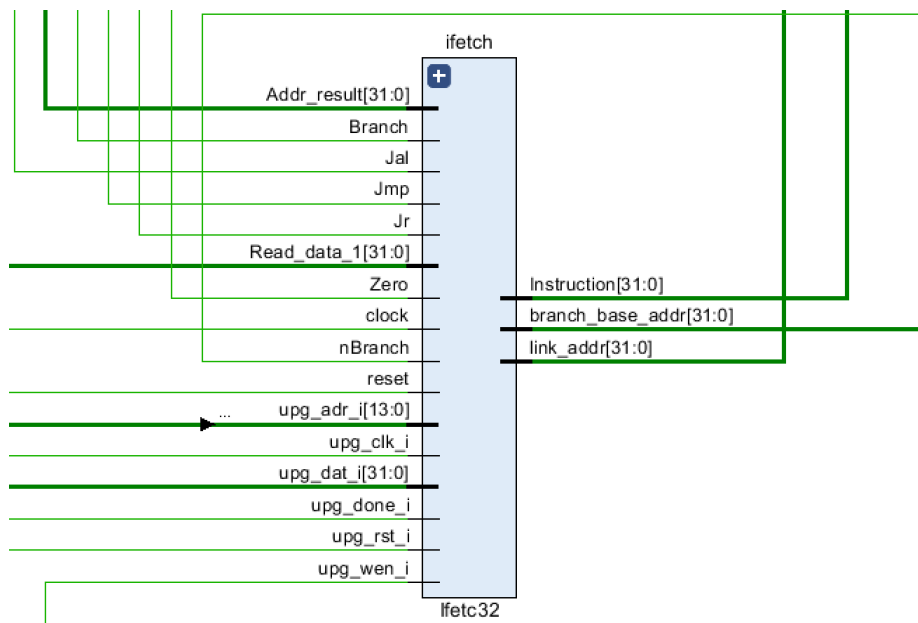 ifetch
Addr_result[31:0]
Branch
Jal
Jmp
Jr
Read_data_1[31:0]
Zero
Instruction[31:0]
clock
branch_base_addr[31:0]
nBranch
link_addr[31:0]
reset
... upg_adr_i[13:0]
upg_clk_i
upg_dat_i[31:0]
upg_done_i
upg_rst_i
upg_wen_i
Ifetc32